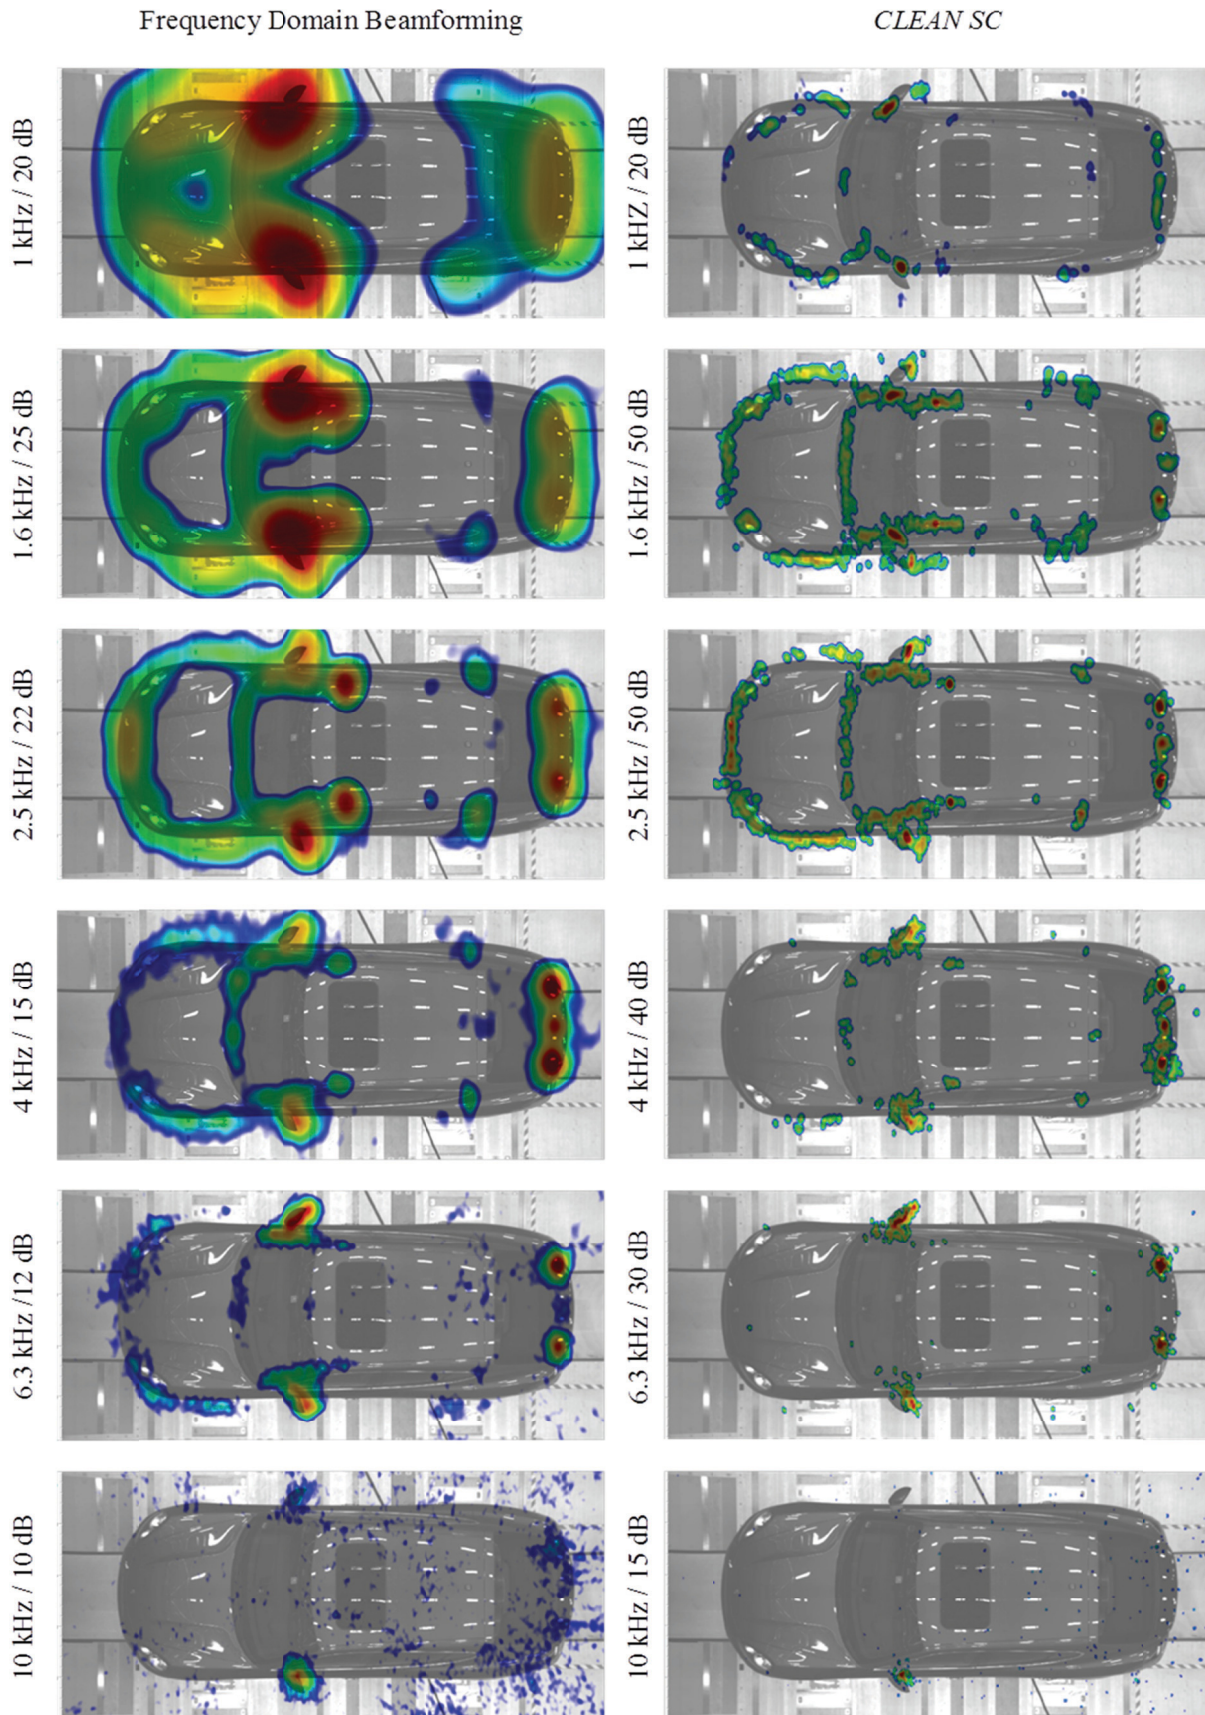 Frequency Domain Beamforming
CLEAN SC
1 kHz / 20 dB
1 kHZ / 20 dB
1.6 kHz / 25 dB
1.6 kHz / 50 dB
2.5 kHz / 22 dB
2.5 kHz / 50 dB
4 kHz / 15 dB
4 kHz / 40 dB
6.3 kHz /12 dB
6.3 kHz / 30 dB
10 kHz / 10 dB
10 kHz / 15 dB